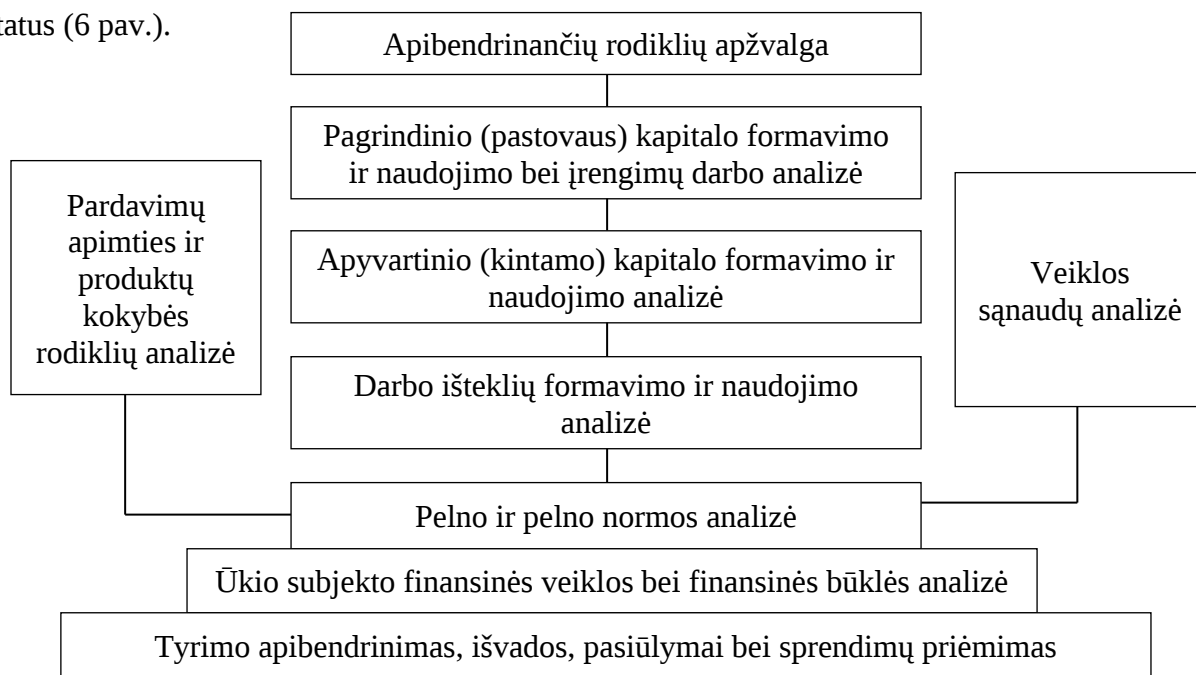 (6 pav.).
Apibendrinančių rodiklių apžvalga
Pagrindinio (pastovaus) kapitalo formavimo
ir naudojimo bei įrengimų darbo analizė
Pardavimų
apimties ir
produktų
kokybės
rodiklių analizė
Apyvartinio (kintamo) kapitalo formavimo ir
naudojimo analizė
Veiklos
sąnaudų analizė
Darbo išteklių formavimo ir naudojimo
analizė
Pelno ir pelno normos analizė
Ūkio subjekto finansinės veiklos bei finansinės būklės analizė
Tyrimo apibendrinimas, išvados, pasiūlymai bei sprendimų priėmimas